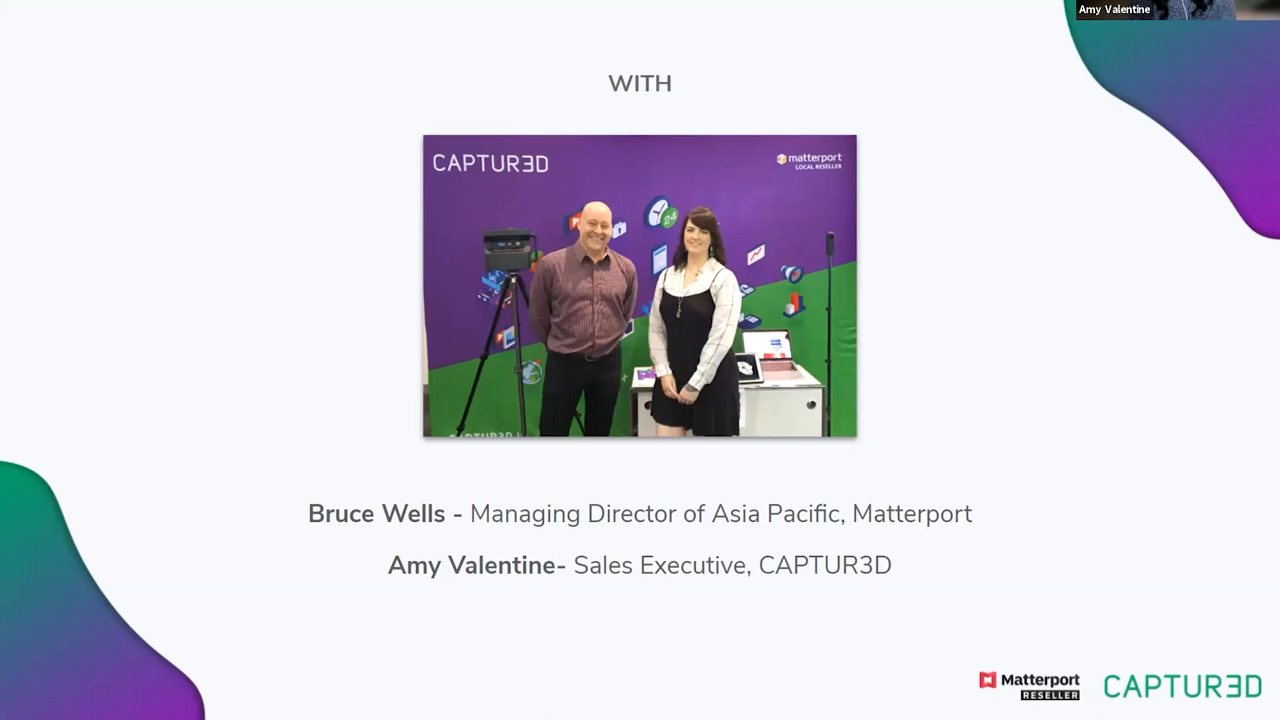 Amy Valentine
WITH
CAPTUR3D
matterport
LOCAL RESELLER
24
Bruce Wells - Managing Director of Asia Pacific, Matterport
Amy Valentine- Sales Executive, CAPTUR3D
Matterport
RESELLER
CAPTUR3D